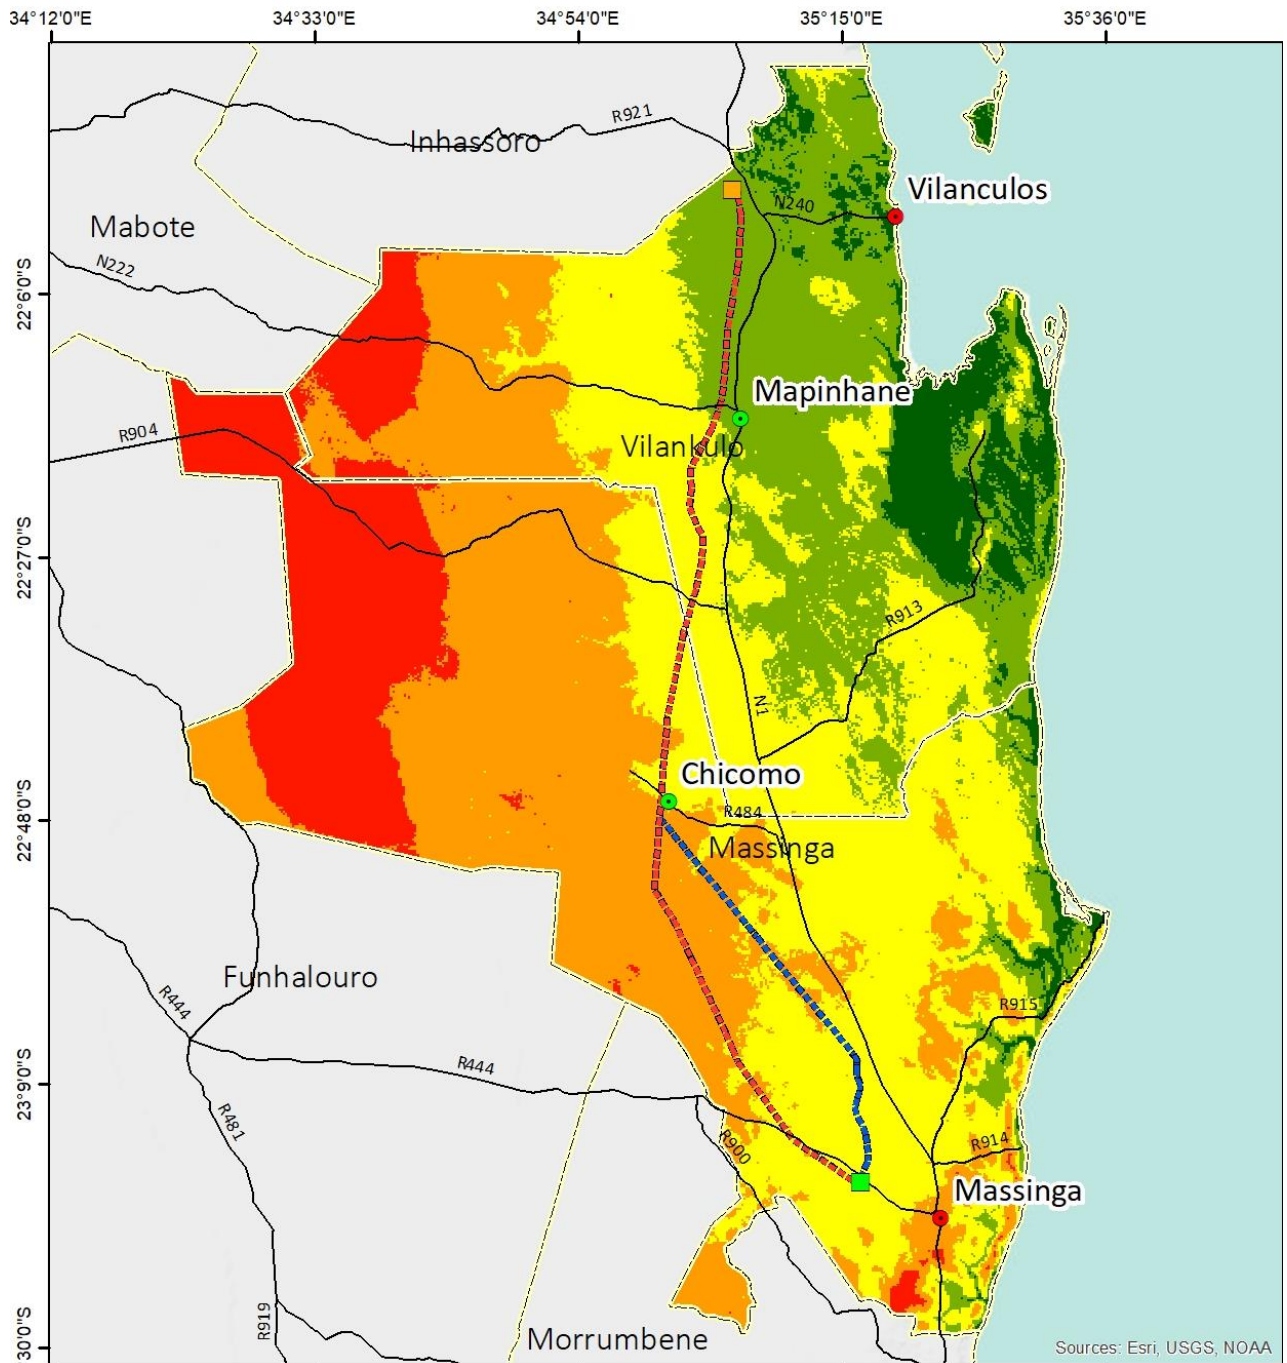 34°12'0"E
34°33'0"E
34°54'0"E
35°15'0"E
35°36'0"E
R921
Inhassoro
Vilanculos
N240
Mabote
N222
22°6'0"S
Mapinhane
R904
Vilankulo
22°27'0"S
R913
N1
Chicomo
22°48'0"S
R484
Massinga
Funhalouro
R444
R915
R444
23°9'0"S
R481
R900
R914
Massinga
R919
Morrumbene
30'0"S
Sources: Esri, USGS, NOAA